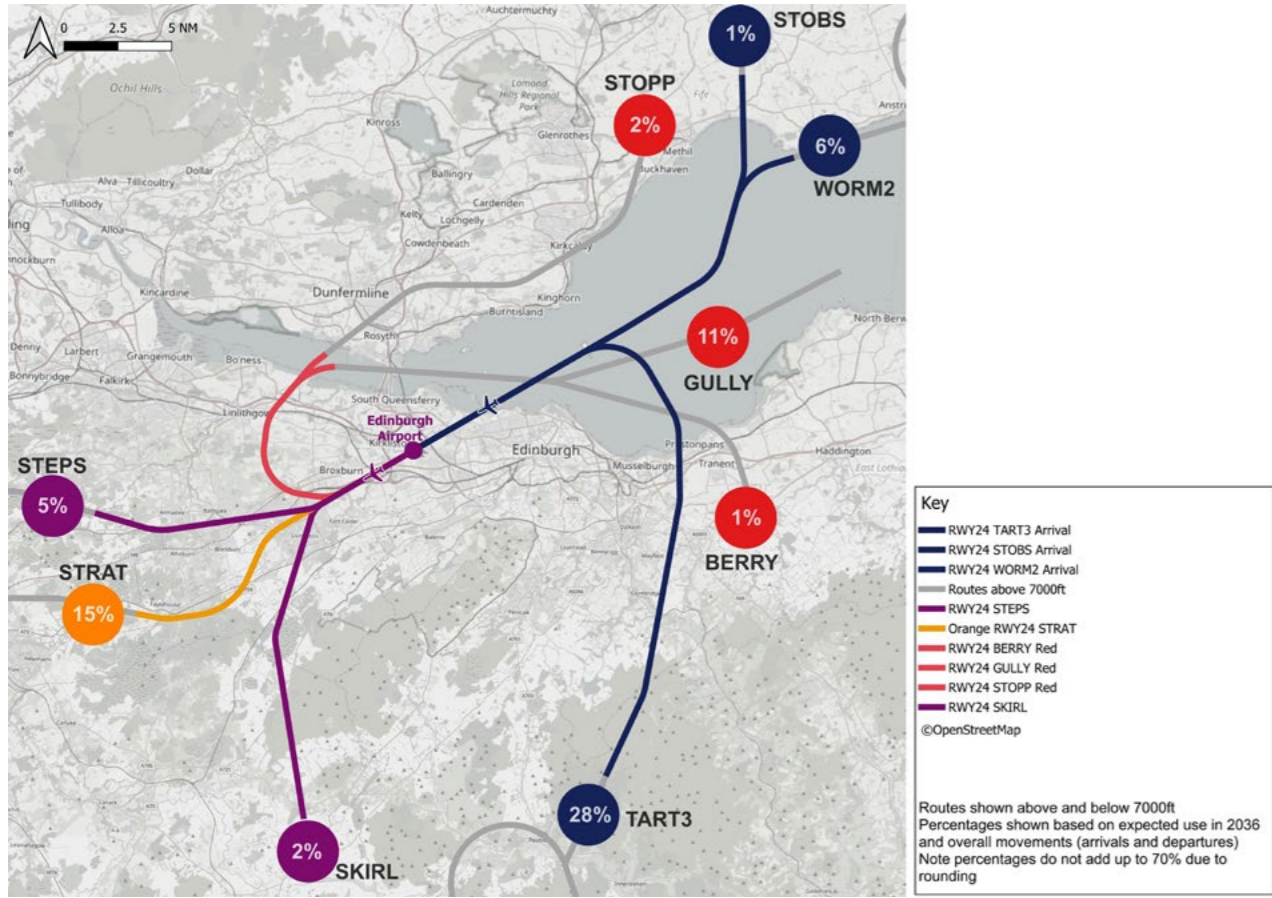 0 2.5 5 NM
Auchtermuchty
STOBS
1%
Ochil Hills
Lomond
Hills Regional
Park
STOPP
Fife
Kinross
Glenrothes
2%
Methil
Buckhaven
6%
WORM2
Dollar
Alva Tillicoultry
Ballingry
Tullibody
Kelty
Cardenden
Lochgelly
Alloa
Cowdenbeath
Kirkcaldy
Dunfermline
Kincardine
Kinghorn
Burntisland
Rosyth
11%
GULLY
Denny
Larbert
Grangemouth
Bo'ness
Bonnybridge
Falkirk
South Queensferry
Linlithgow
Edinburgh
Airport
Edinburgh
Prestonpans
Haddington
Musselburgh
Tranent
East Lothian
Broxburn
STEPS
5%
1%
BERRY
STRAT
15%
28%
TART3
2%
SKIRL
Key
RWY24 TART3 Arrival
RWY24 STOBS Arrival
RWY24 WORM2 Arrival
Routes above 7000ft
RWY24 STEPS
Orange RWY24 STRAT
RWY24 BERRY Red
RWY24 GULLY Red
RWY24 STOPP Red
RWY24 SKIRL
©OpenStreetMap
Routes shown above and below 7000ft
Percentages shown based on expected use in 2036
and overall movements (arrivals and departures)
Note percentages do not add up to 70% due to
rounding